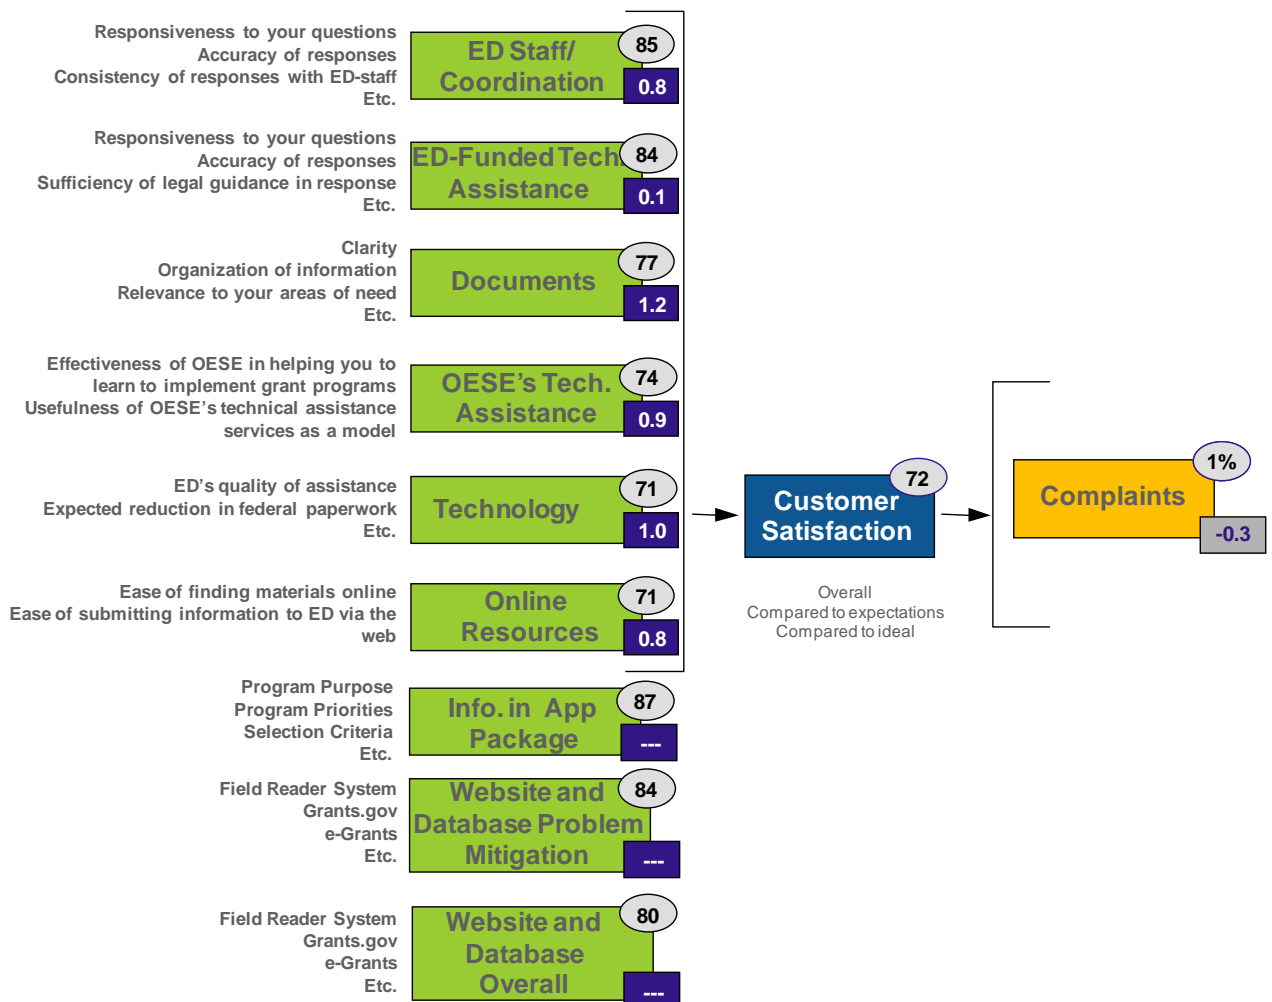 Responsiveness to your questions
Accuracy of responses
Consistency of responses with ED-staff
Etc.
ED Staff/
Coordination
85
0.8
Responsiveness to your questions
Accuracy of responses
Sufficiency of legal guidance in response
Etc.
ED-Funded Tech.
Assistance
84
0.1
Clarity
Organization of information
Relevance to your areas of need
Etc.
Documents
77
1.2
Effectiveness of OESE in helping you to
learn to implement grant programs
Usefulness of OESE's technical assistance
services as a model
OESE's Tech.
Assistance
74
0.9
ED's quality of assistance
Expected reduction in federal paperwork
Etc.
Technology
71
1.0
Ease of finding materials online
Ease of submitting information to ED via the
web
Online
Resources
71
0.8
Program Purpose
Program Priorities
Selection Criteria
Etc.
Info. in App
Package
87
---
Field Reader System
Grants.gov
e-Grants
Etc.
Website and
Database Problem
Mitigation
84
---
Field Reader System
Grants.gov
e-Grants
Etc.
Website and
Database
Overall
80
---
Customer
Satisfaction
72
Overall
Compared to expectations
Compared to ideal
Complaints
1%
-0.3